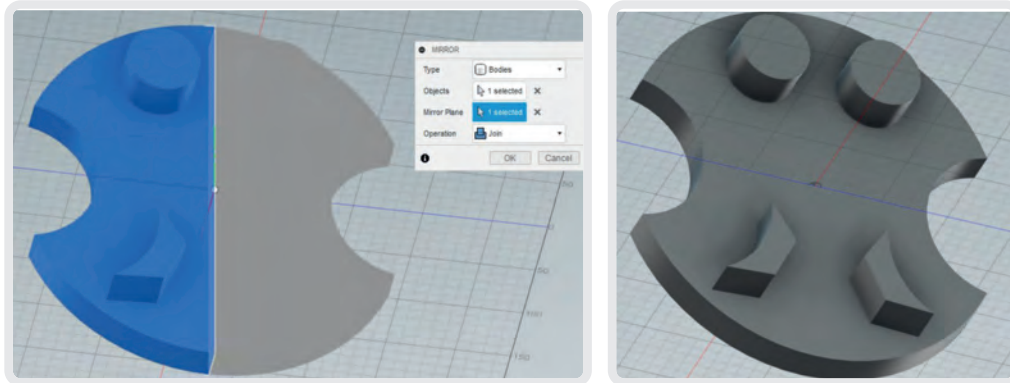 MIRROR
Type Bodies
Objects 1 selected
Mirror Plane 1 selected
Operation Join
OK Cancel